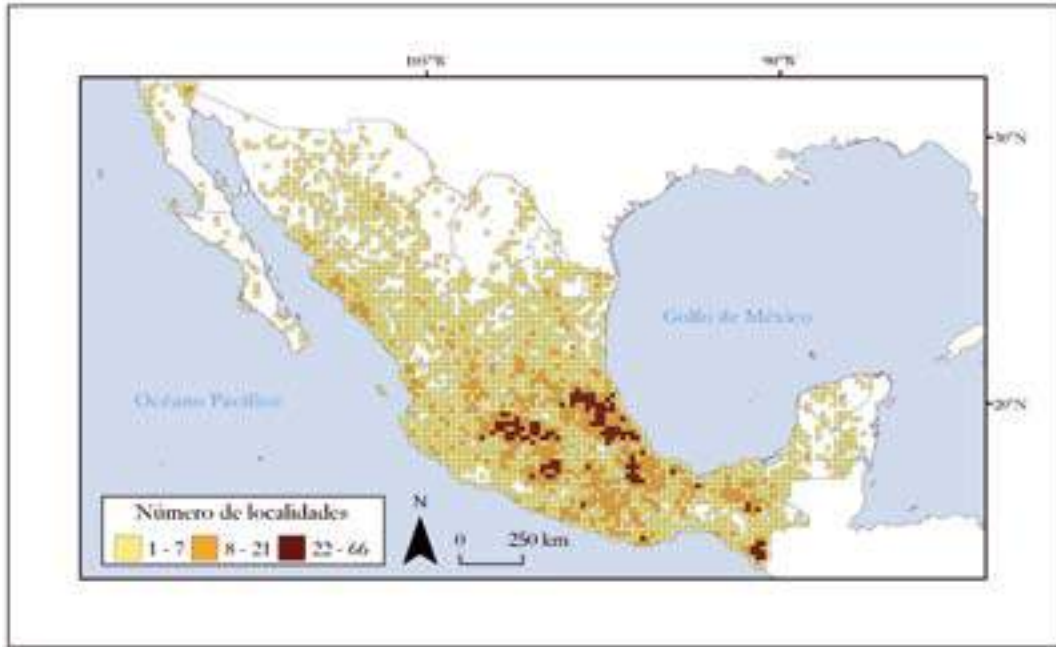 90°W
30°N
Golfo de México
Océano Pacífico
20°N
Número de localidades
1 - 7
8 - 21
22 - 66
N
0 250 km